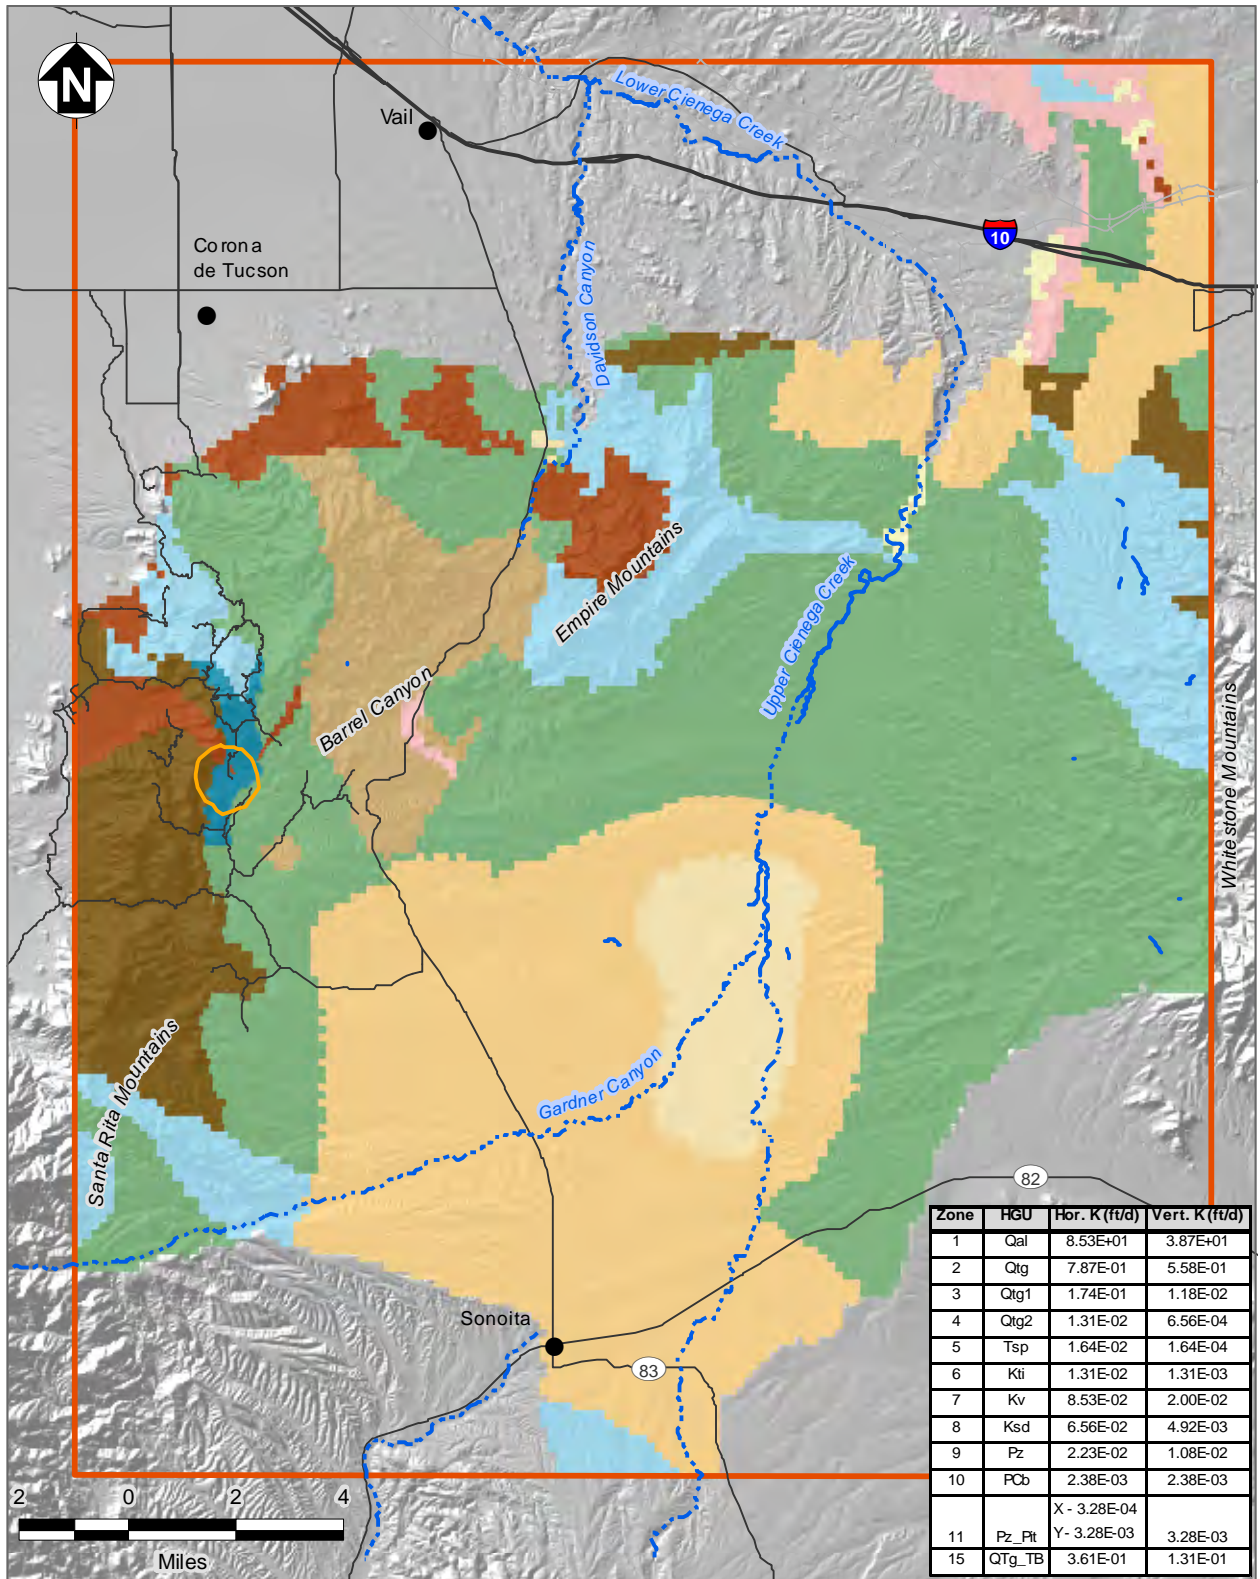 N
Lower Cienega Creek
Vail
10
Corona
de Tucson
Davidson Canyon
Empire Mountains
Upper Cienega Creek
Barrel Canyon
Whitestone Mountains
Santa Rita Mountains
Gardner Canyon
82
Sonoita
83
Zone HGU Hor. K (ft/d) Vert. K (ft/d)
1 Qal 8.53E+01 3.87E+01
2 Qtg 7.87E-01 5.58E-01
3 Qtg1 1.74E-01 1.18E-02
4 Qtg2 1.31E-02 6.56E-04
5 Tsp 1.64E-02 1.64E-04
6 Kti 1.31E-02 1.31E-03
7 Kv 8.53E-02 2.00E-02
8 Ksd 6.56E-02 4.92E-03
9 Pz 2.23E-02 1.08E-02
10 PCb 2.38E-03 2.38E-03
X - 3.28E-04
11 Pz_Pit Y- 3.28E-03 3.28E-03
15 QTg_TB 3.61E-01 1.31E-01
2 0 2 4
Miles